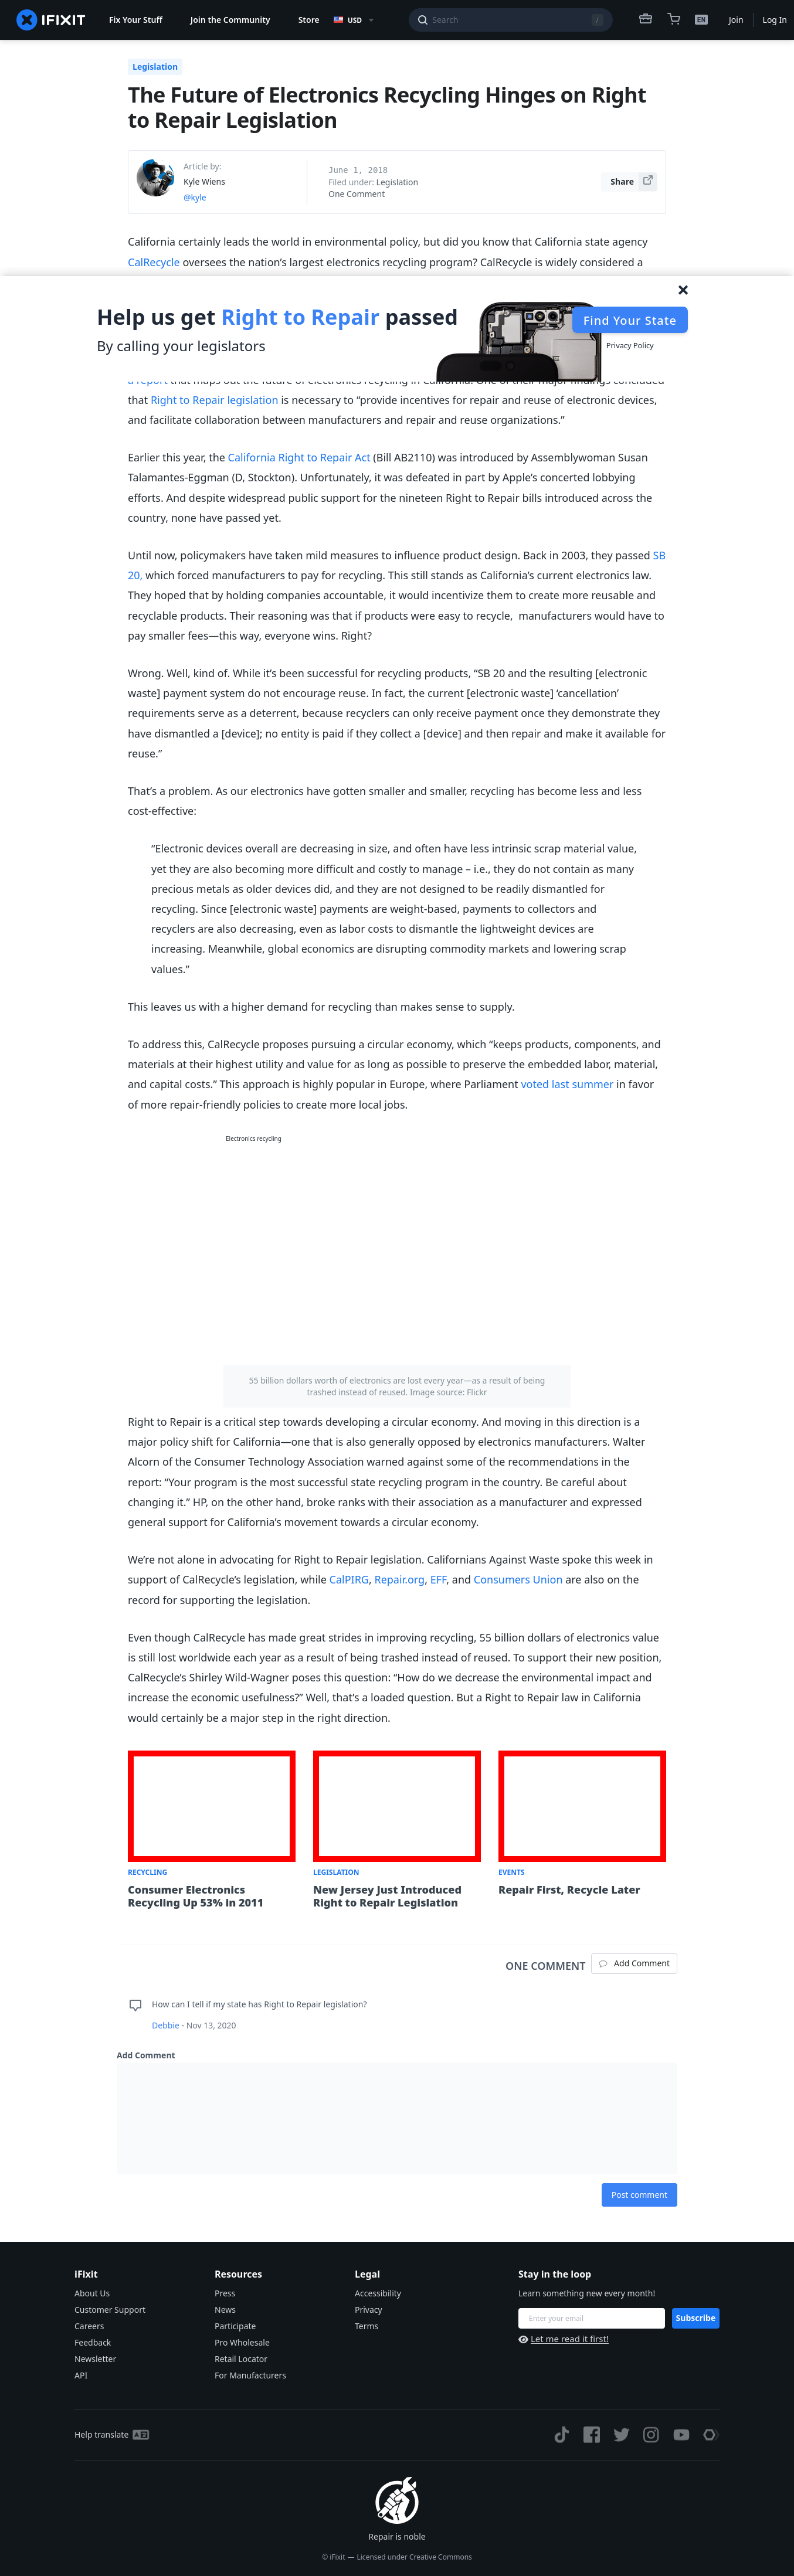 IFIXIT
Fix Your Stuff
Join the Community
Store
USD
Search
/
EN
Join
Log In
Legislation
The Future of Electronics Recycling Hinges on Right
to Repair Legislation
Article by:
Kyle Wiens
@kyle
June 1, 2018
Filed under: Legislation
One Comment
Share
California certainly leads the world in environmental policy, but did you know that California state agency
CalRecycle oversees the nation’s largest electronics recycling program? CalRecycle is widely considered a
Help us get Right to Repair passed
By calling your legislators
Find Your State
Privacy Policy
a report that maps out the future of electronics recycling in California. One of their major findings concluded
that Right to Repair legislation is necessary to “provide incentives for repair and reuse of electronic devices,
and facilitate collaboration between manufacturers and repair and reuse organizations.”
Earlier this year, the California Right to Repair Act (Bill AB2110) was introduced by Assemblywoman Susan
Talamantes-Eggman (D, Stockton). Unfortunately, it was defeated in part by Apple’s concerted lobbying
efforts. And despite widespread public support for the nineteen Right to Repair bills introduced across the
country, none have passed yet.
Until now, policymakers have taken mild measures to influence product design. Back in 2003, they passed SB
20, which forced manufacturers to pay for recycling. This still stands as California’s current electronics law.
They hoped that by holding companies accountable, it would incentivize them to create more reusable and
recyclable products. Their reasoning was that if products were easy to recycle,  manufacturers would have to
pay smaller fees—this way, everyone wins. Right?
Wrong. Well, kind of. While it’s been successful for recycling products, “SB 20 and the resulting [electronic
waste] payment system do not encourage reuse. In fact, the current [electronic waste] ‘cancellation’
requirements serve as a deterrent, because recyclers can only receive payment once they demonstrate they
have dismantled a [device]; no entity is paid if they collect a [device] and then repair and make it available for
reuse.”
That’s a problem. As our electronics have gotten smaller and smaller, recycling has become less and less
cost-effective:
“Electronic devices overall are decreasing in size, and often have less intrinsic scrap material value,
yet they are also becoming more difficult and costly to manage – i.e., they do not contain as many
precious metals as older devices did, and they are not designed to be readily dismantled for
recycling. Since [electronic waste] payments are weight-based, payments to collectors and
recyclers are also decreasing, even as labor costs to dismantle the lightweight devices are
increasing. Meanwhile, global economics are disrupting commodity markets and lowering scrap
values.”
This leaves us with a higher demand for recycling than makes sense to supply.
To address this, CalRecycle proposes pursuing a circular economy, which “keeps products, components, and
materials at their highest utility and value for as long as possible to preserve the embedded labor, material,
and capital costs.” This approach is highly popular in Europe, where Parliament voted last summer in favor
of more repair-friendly policies to create more local jobs.
Electronics recycling
55 billion dollars worth of electronics are lost every year—as a result of being
trashed instead of reused. Image source: Flickr
Right to Repair is a critical step towards developing a circular economy. And moving in this direction is a
major policy shift for California—one that is also generally opposed by electronics manufacturers. Walter
Alcorn of the Consumer Technology Association warned against some of the recommendations in the
report: “Your program is the most successful state recycling program in the country. Be careful about
changing it.” HP, on the other hand, broke ranks with their association as a manufacturer and expressed
general support for California’s movement towards a circular economy.
We’re not alone in advocating for Right to Repair legislation. Californians Against Waste spoke this week in
support of CalRecycle’s legislation, while CalPIRG, Repair.org, EFF, and Consumers Union are also on the
record for supporting the legislation.
Even though CalRecycle has made great strides in improving recycling, 55 billion dollars of electronics value
is still lost worldwide each year as a result of being trashed instead of reused. To support their new position,
CalRecycle’s Shirley Wild-Wagner poses this question: “How do we decrease the environmental impact and
increase the economic usefulness?” Well, that’s a loaded question. But a Right to Repair law in California
would certainly be a major step in the right direction.
RECYCLING
Consumer Electronics
Recycling Up 53% in 2011
LEGISLATION
New Jersey Just Introduced
Right to Repair Legislation
EVENTS
Repair First, Recycle Later
ONE COMMENT
Add Comment
How can I tell if my state has Right to Repair legislation?
Debbie - Nov 13, 2020
Add Comment
Post comment
iFixit
About Us
Customer Support
Careers
Feedback
Newsletter
API
Resources
Press
News
Participate
Pro Wholesale
Retail Locator
For Manufacturers
Legal
Accessibility
Privacy
Terms
Stay in the loop
Learn something new every month!
Enter your email
Subscribe
Let me read it first!
Help translate
Repair is noble
© iFixit — Licensed under Creative Commons